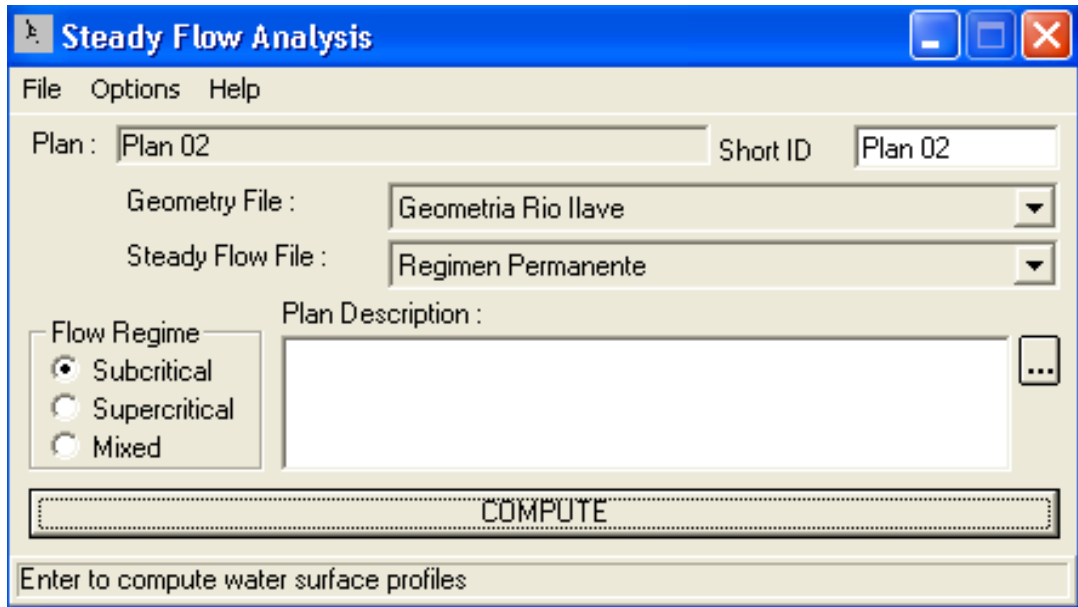 Steady Flow Analysis
File Options Help
Plan : Plan 02 Short ID Plan 02
Geometry File : Geometria Rio Ilave
Steady Flow File : Regimen Permanente
Plan Description :
Flow Regime
Subcritical
Supercritical
Mixed
...
COMPUTE
Enter to compute water surface profiles